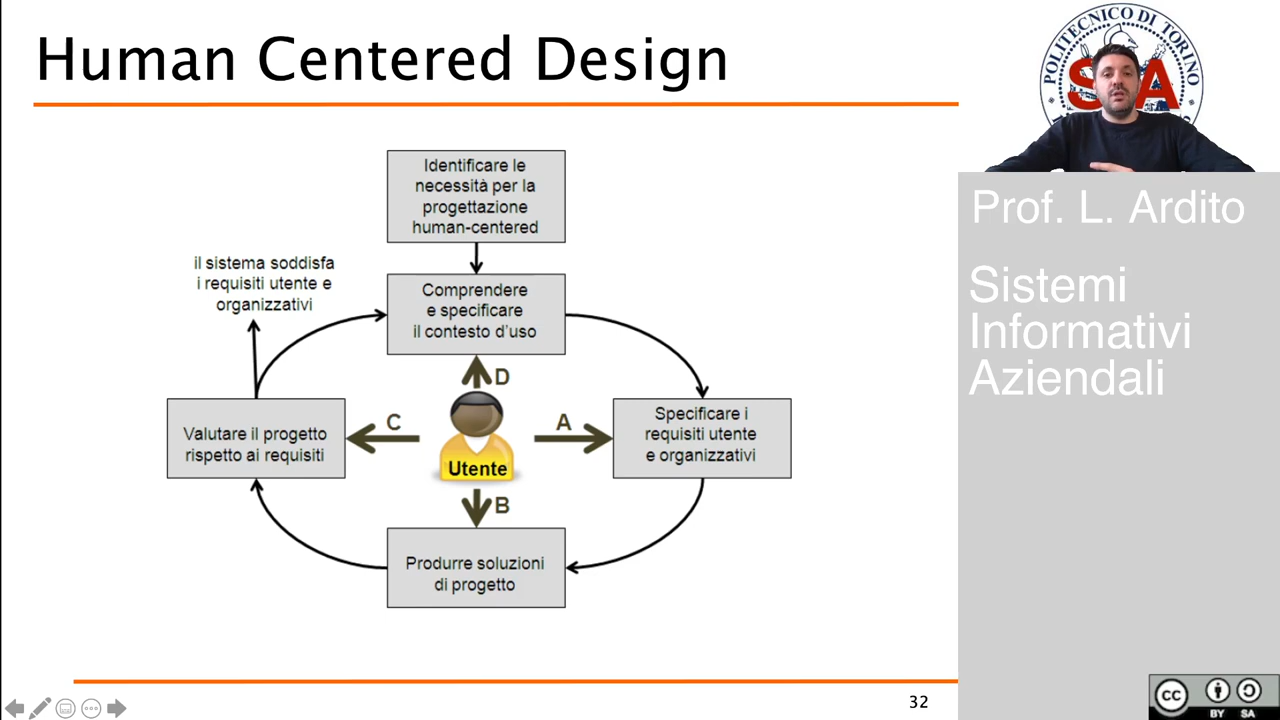 Human Centered Design
Identificare le
necessità per la
progettazione
human-centered
il sistema soddisfa
i requisiti utente e
organizzativi
Comprendere
e specificare
il contesto d'uso
D
C
A
Valutare il progetto
rispetto ai requisiti
Utente
Specificare i
requisiti utente
e organizzativi
B
Produrre soluzioni
di progetto
32
POLITECNICO DI TORINO
Prof. L. Ardito
Sistemi
Informativi
Aziendali
cc
BY SA